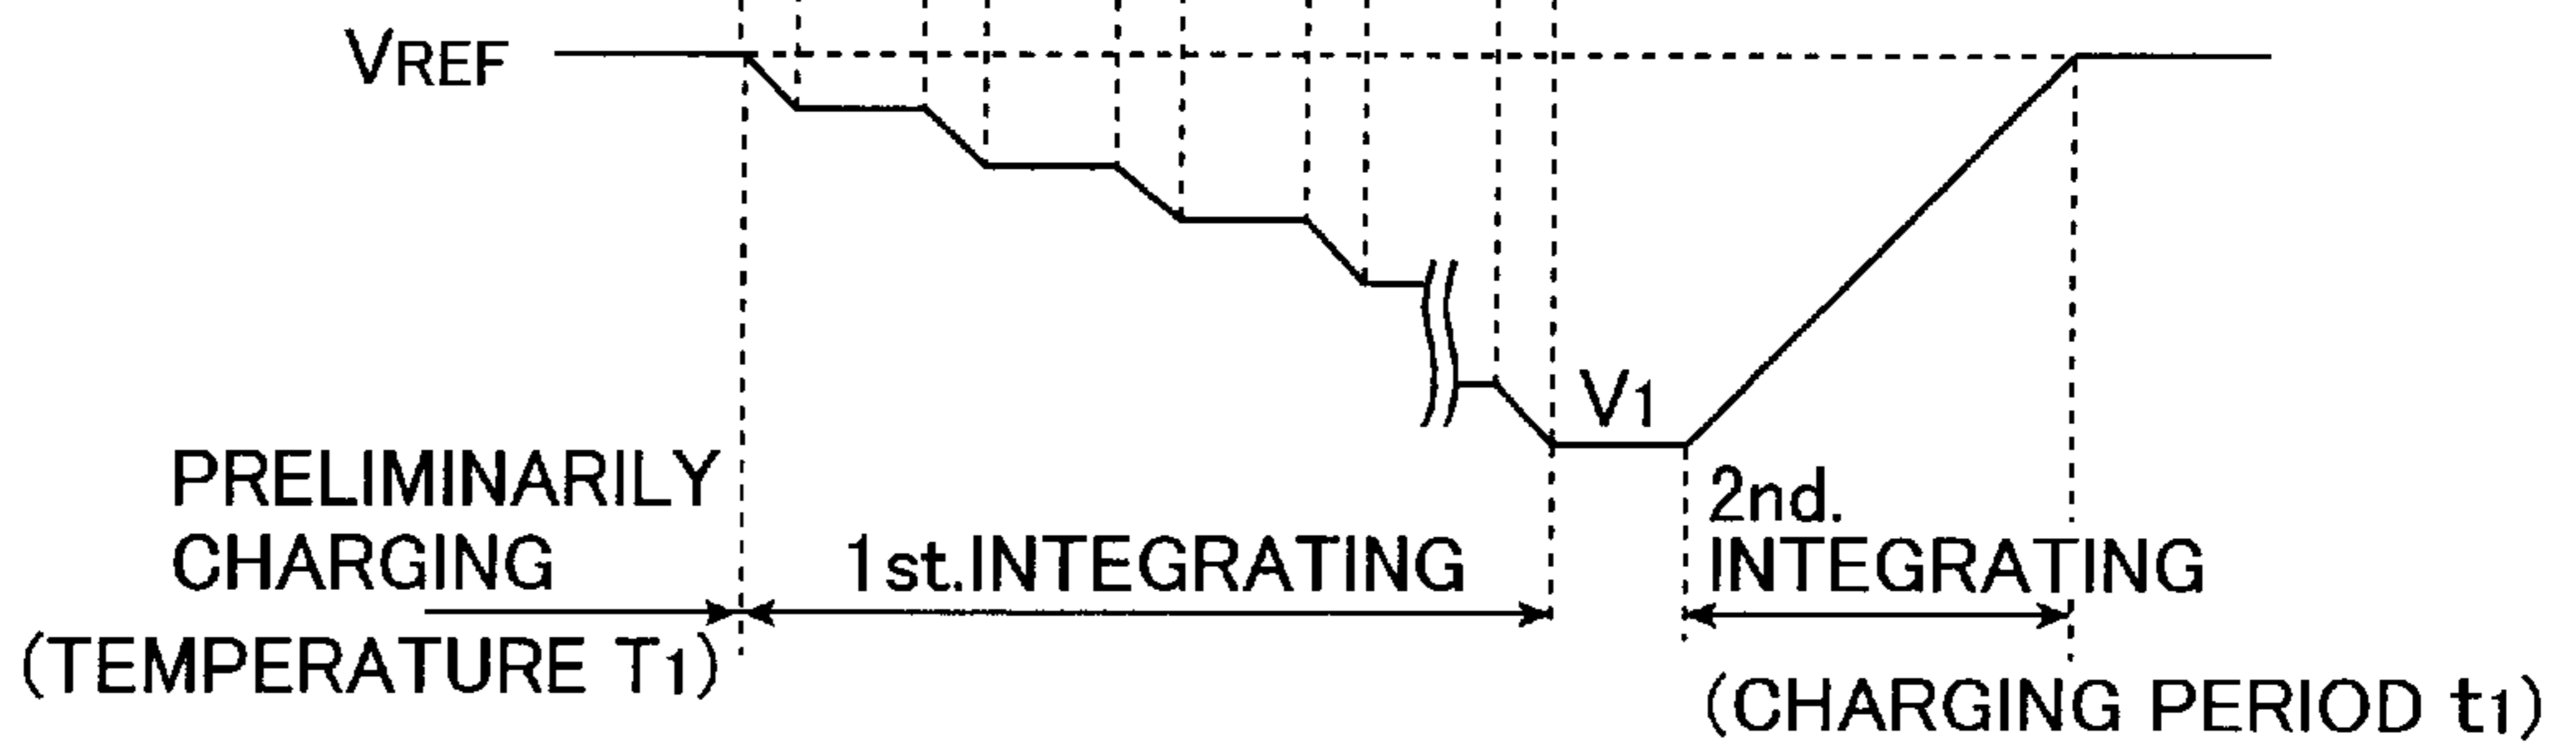 VREF
V1
PRELIMINARILY
CHARGING
1st.INTEGRATING
2nd.
INTEGRATING
(TEMPERATURE T1)
(CHARGING PERIOD t1)